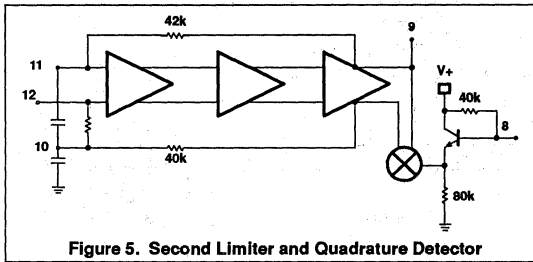 42k
9
11
V+
12
40k
8
10
40k
80k
Figure 5. Second Limiter and Quadrature Detector